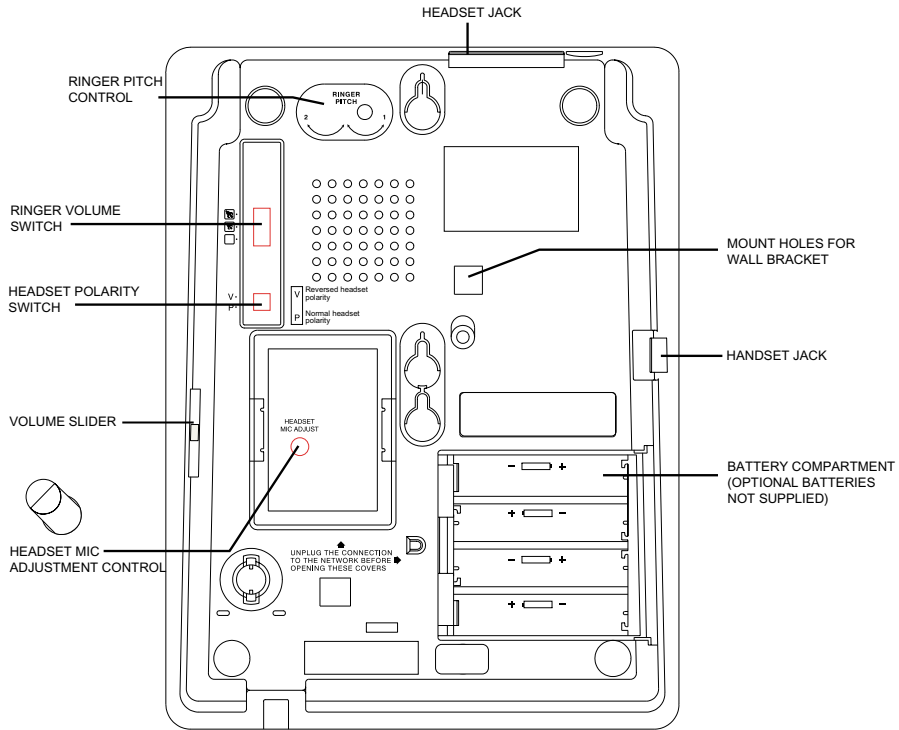 HEADSET JACK
RINGER PITCH
CONTROL
RINGER
PITCH
2
1
RINGER VOLUME
SWITCH
MOUNT HOLES FOR
WALL BRACKET
HEADSET POLARITY
SWITCH
V
P
V Reversed headset
polarity
P Normal headset
polarity
HANDSET JACK
VOLUME SLIDER
HEADSET
MIC ADJUST
BATTERY COMPARTMENT
(OPTIONAL BATTERIES
NOT SUPPLIED)
- +
+ -
- +
+ -
HEADSET MIC
ADJUSTMENT CONTROL
UNPLUG THE CONNECTION
TO THE NETWORK BEFORE
OPENING THESE COVERS